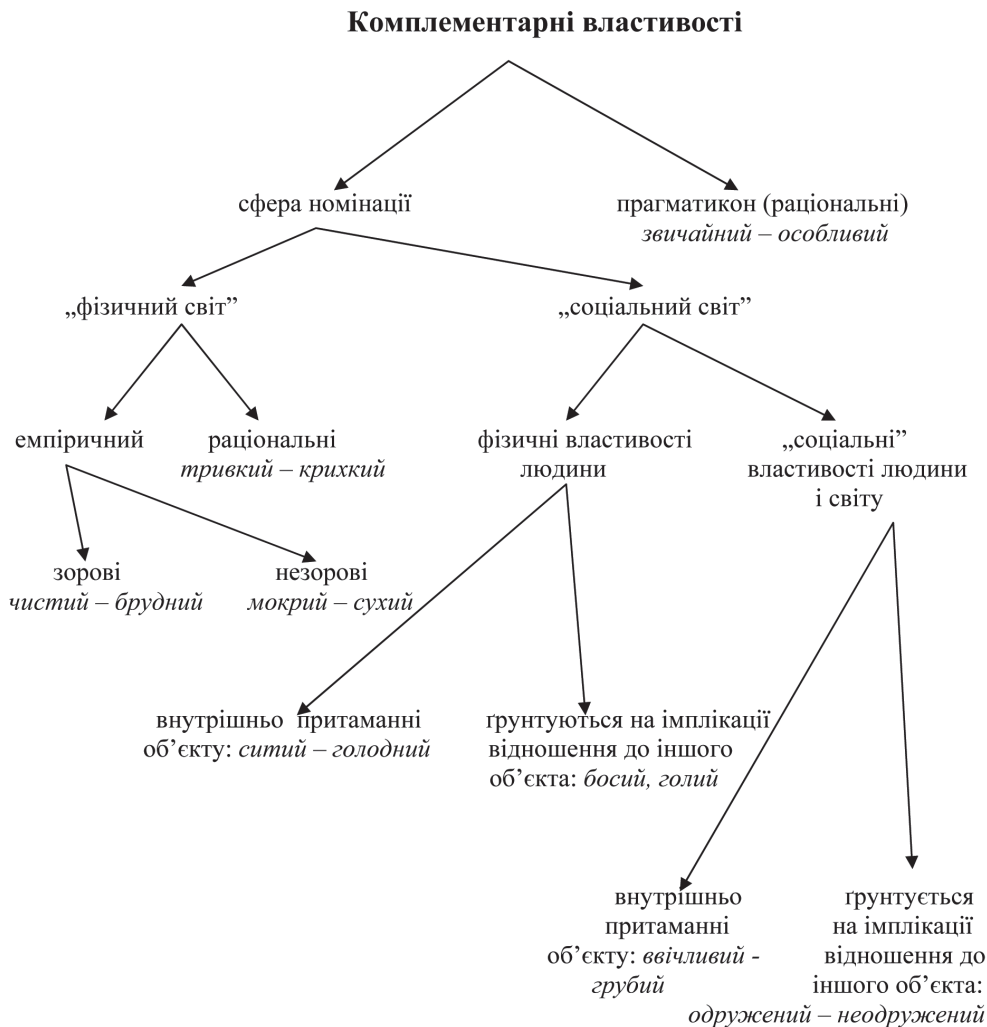 Комплементарні властивості
сфера номінації
прагматикон (раціональні)
звичайний – особливий
„фізичний світ”
„соціальний світ”
емпіричний
раціональні
тривкий – крихкий
фізичні властивості
людини
„соціальні”
властивості людини
і світу
зорові
чистий – брудний
незорові
мокрий – сухий
внутрішньо притаманні
об’єкту: ситий – голодний
ґрунтуються на імплікації
відношення до іншого
об’єкта: босий, голий
внутрішньо
притаманні
об’єкту: ввічливий -
грубий
ґрунтується
на імплікації
відношення до
іншого об’єкта:
одружений – неодружений